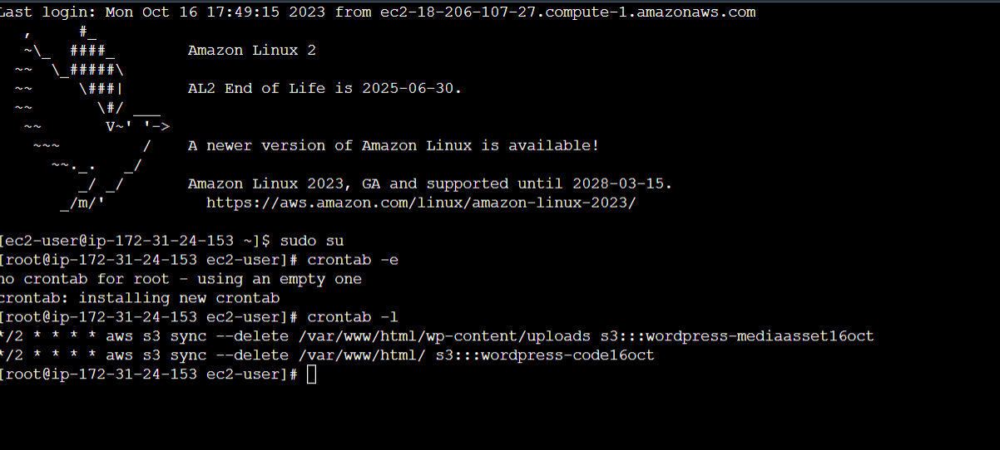 Last login: Mon Oct 16 17:49:15 2023 from ec2-18-206-107-27.compute-1.amazonaws.com
   ,     #_
   ~\_  ####_        Amazon Linux 2
  ~~  \_#####\
  ~~     \###|       AL2 End of Life is 2025-06-30.
  ~~       \#/ ___
   ~~       V~' '->
    ~~~         /    A newer version of Amazon Linux is available!
      ~~._.   _/
         _/ _/       Amazon Linux 2023, GA and supported until 2028-03-15.
       _/m/'           https://aws.amazon.com/linux/amazon-linux-2023/
[ec2-user@ip-172-31-24-153 ~]$ sudo su
[root@ip-172-31-24-153 ec2-user]# crontab -e
no crontab for root - using an empty one
crontab: installing new crontab
[root@ip-172-31-24-153 ec2-user]# crontab -l
*/2 * * * * aws s3 sync --delete /var/www/html/wp-content/uploads s3:::wordpress-mediaasset16oct
*/2 * * * * aws s3 sync --delete /var/www/html/ s3:::wordpress-code16oct
[root@ip-172-31-24-153 ec2-user]#